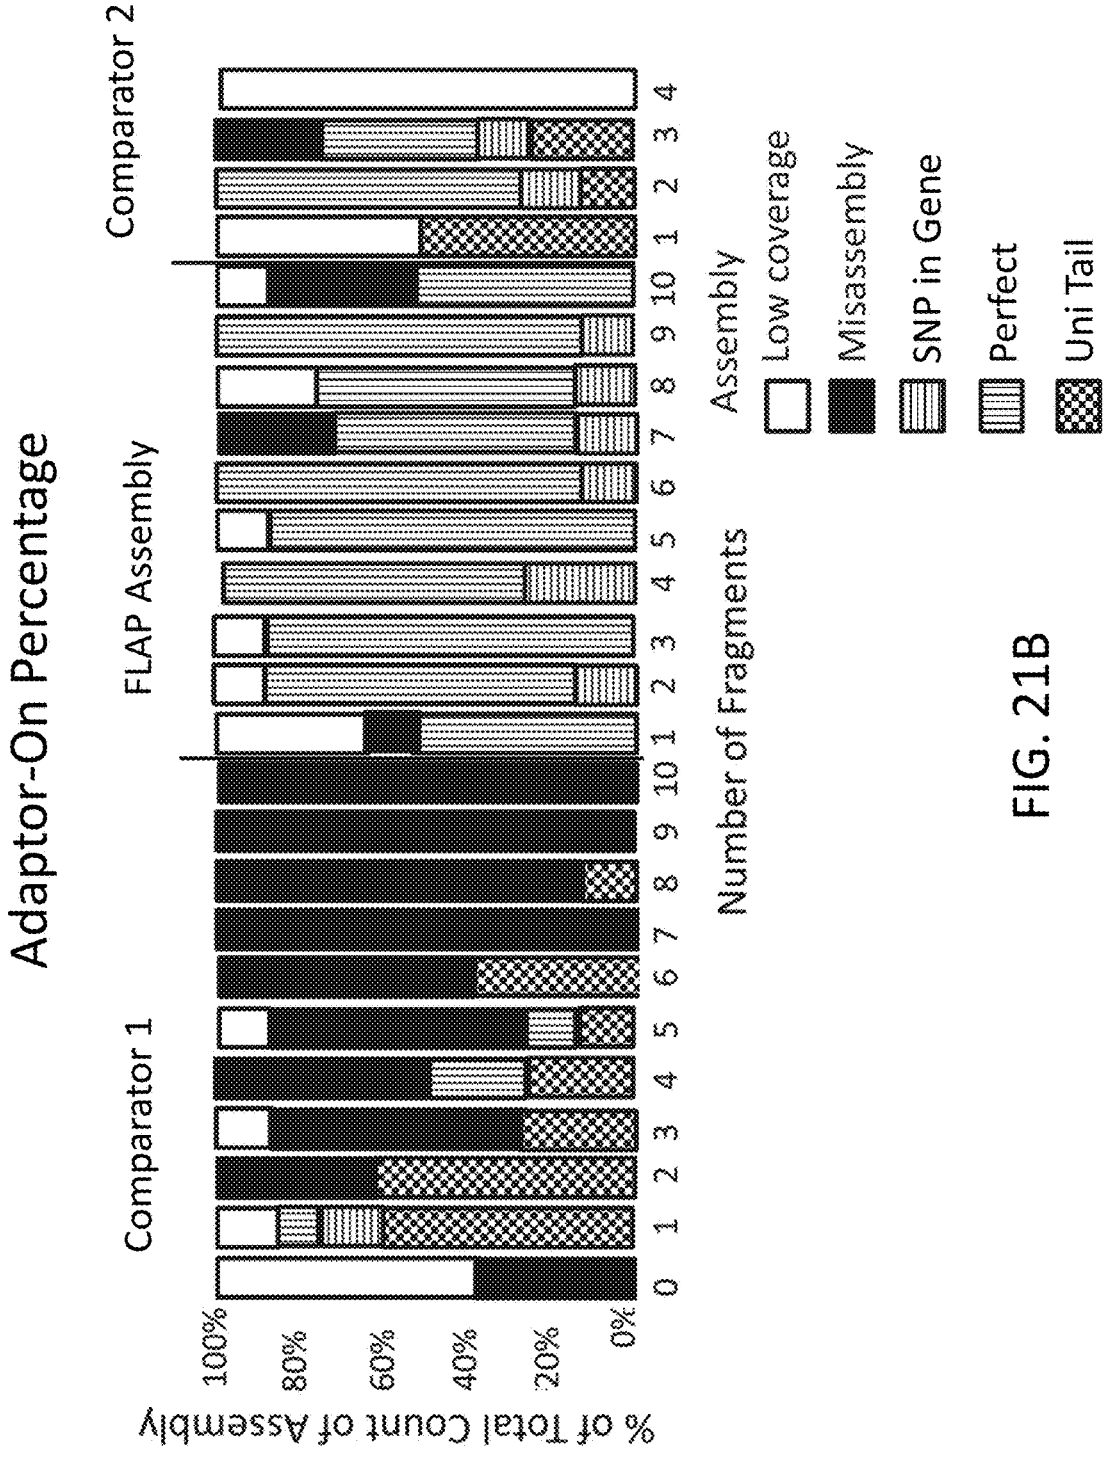 Adaptor-On Percentage
Comparator 1
FLAP Assembly
Comparator 2
% of Total Count of Assembly
100%
80%
60%
40%
20%
0%
0 1 2 3 4 5 6 7 8 9 10 1 2 3 4 5 6 7 8 9 10 1 2 3 4
Number of Fragments
Assembly
Low coverage
Misassembly
SNP in Gene
Perfect
Uni Tail
FIG. 21B